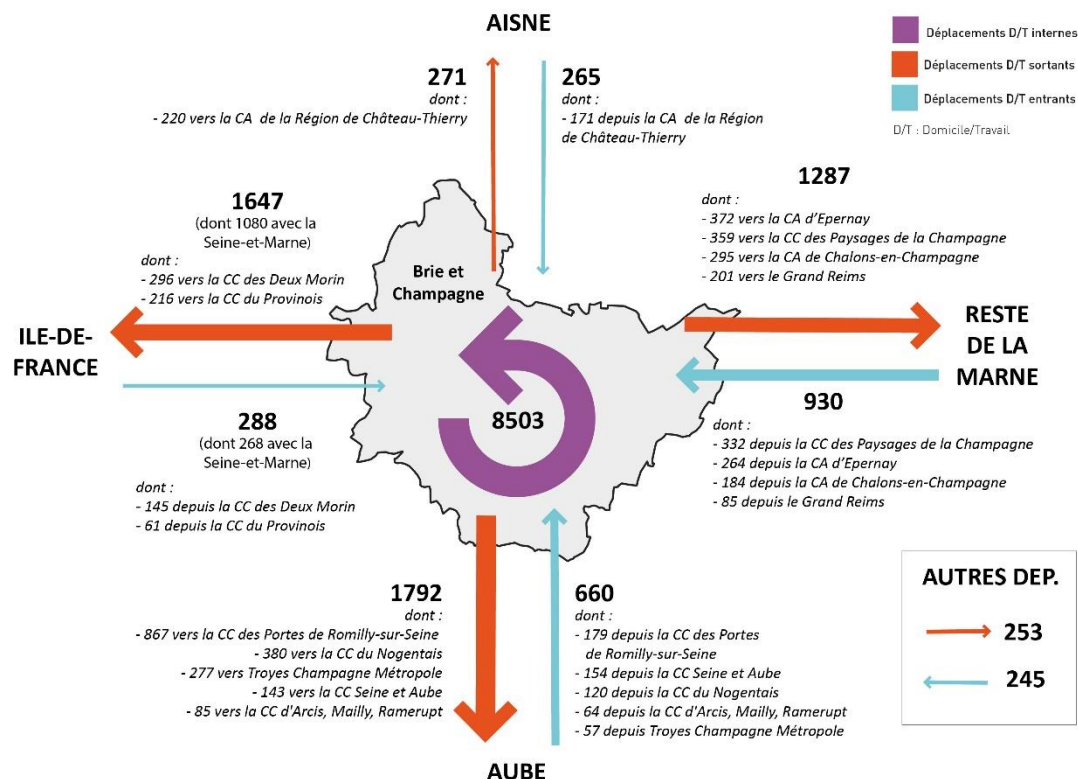 AISNE
Déplacements D/T internes
Déplacements D/T sortants
Déplacements D/T entrants
D/T : Domicile/Travail
271
dont :
- 220 vers la CA de la Région de Château-Thierry
265
dont :
- 171 depuis la CA de la Région
de Château-Thierry
1647
(dont 1080 avec la
Seine-et-Marne)
dont :
- 296 vers la CC des Deux Morin
- 216 vers la CC du Provinois
1287
dont :
- 372 vers la CA d'Epernay
- 359 vers la CC des Paysages de la Champagne
- 295 vers la CA de Chalons-en-Champagne
- 201 vers le Grand Reims
Brie et
Champagne
ILE-DE-
FRANCE
RESTE
DE LA
MARNE
8503
288
(dont 268 avec la
Seine-et-Marne)
dont :
- 145 depuis la CC des Deux Morin
- 61 depuis la CC du Provinois
930
dont :
- 332 depuis la CC des Paysages de la Champagne
- 264 depuis la CA d'Epernay
- 184 depuis la CA de Chalons-en-Champagne
- 85 depuis le Grand Reims
1792
dont :
- 867 vers la CC des Portes de Romilly-sur-Seine
- 380 vers la CC du Nogentais
- 277 vers Troyes Champagne Métropole
- 143 vers la CC Seine et Aube
- 85 vers la CC d'Arcis, Mailly, Ramerupt
660
dont :
- 179 depuis la CC des Portes
de Romilly-sur-Seine
- 154 depuis la CC Seine et Aube
- 120 depuis la CC du Nogentais
- 64 depuis la CC d'Arcis, Mailly, Ramerupt
- 57 depuis Troyes Champagne Métropole
AUTRES DEP.
253
245
AUBE